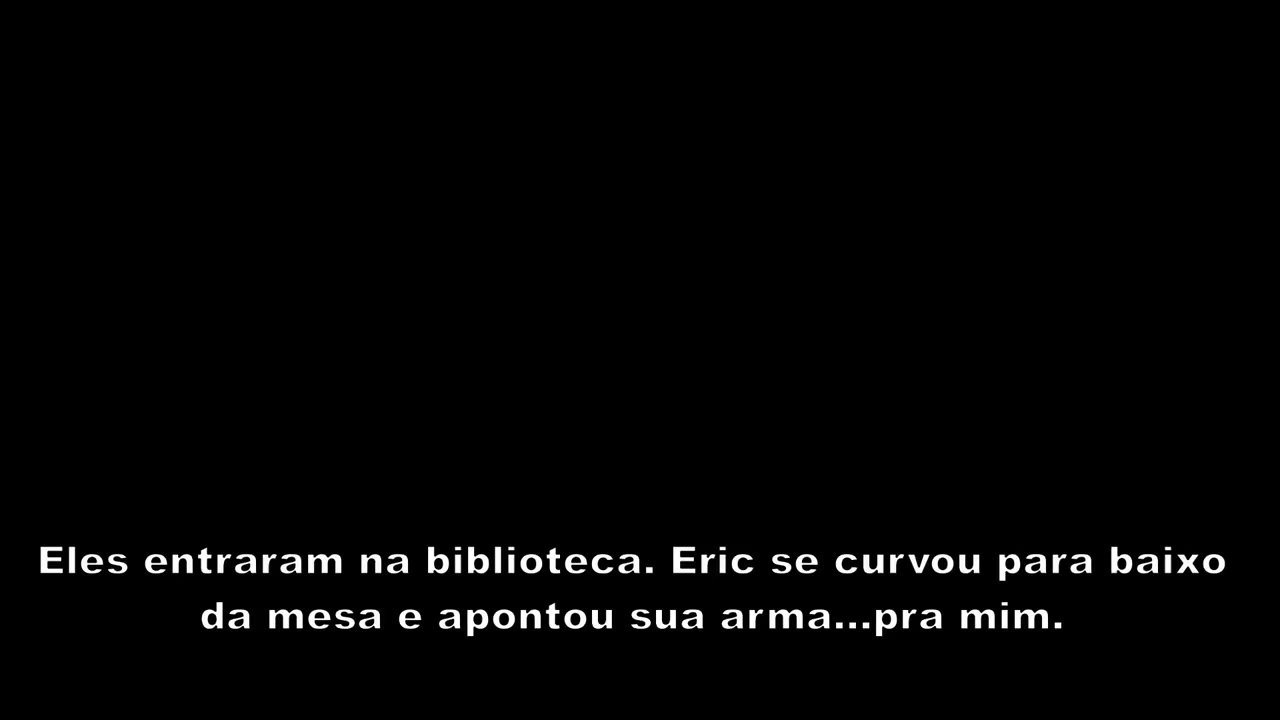 Eles entraram na biblioteca. Eric se curvou para baixo
da mesa e apontou sua arma...pra mim.